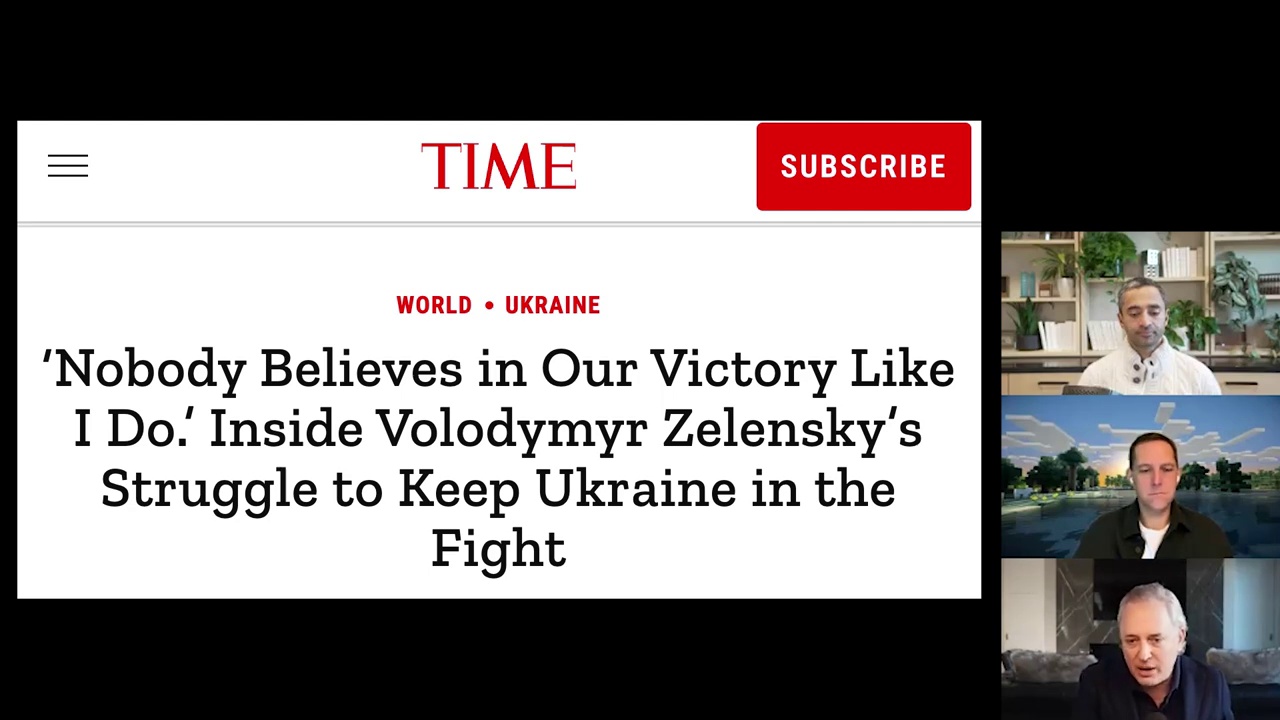 TIME
SUBSCRIBE
WORLD • UKRAINE
‘Nobody Believes in Our Victory Like
I Do.’ Inside Volodymyr Zelensky’s
Struggle to Keep Ukraine in the
Fight